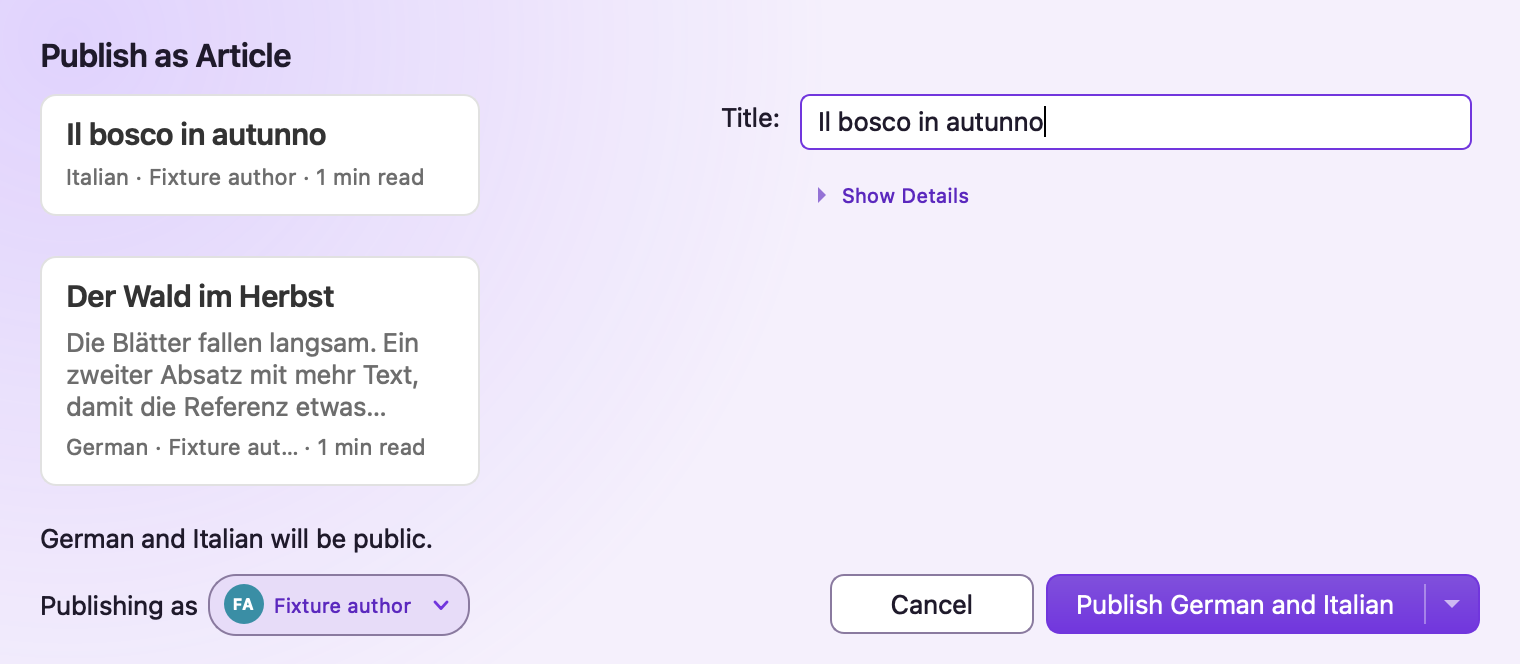 Publish as Article
Il bosco in autunno
Italian · Fixture author · 1 min read
Der Wald im Herbst
Die Blätter fallen langsam. Ein
zweiter Absatz mit mehr Text,
damit die Referenz etwas...
German · Fixture aut... · 1 min read
German and Italian will be public.
Publishing as FA Fixture author
Title: Il bosco in autunno
Show Details
Cancel
Publish German and Italian